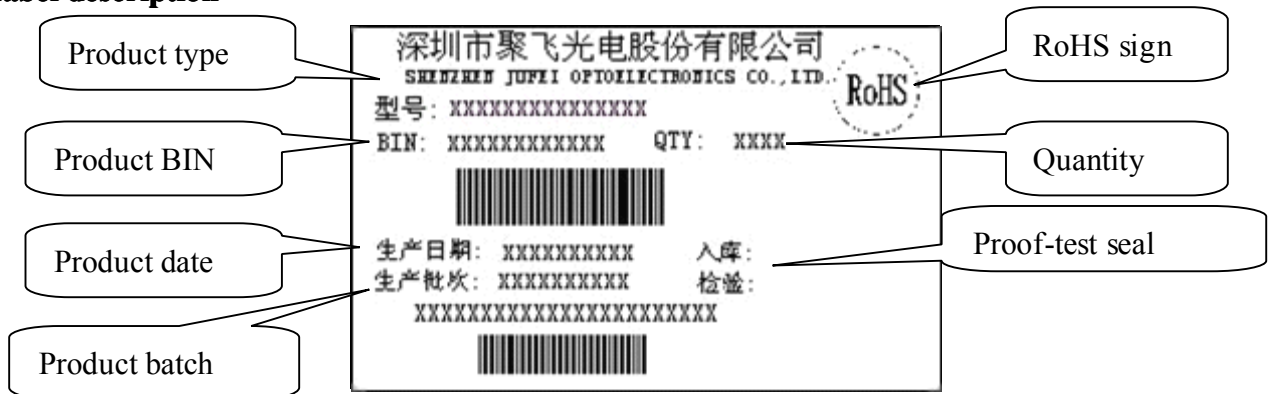 label description
Product type
深圳市聚飞光电股份有限公司
SHENZHEN JUFEI OPTOELECTRONICS CO.,LTD.
RoHS
RoHS sign
型号: XXXXXXXXXXXXXXX
Product BIN
BIN: XXXXXXXXXXXX QTY: XXXX
Quantity
Product date
生产日期: XXXXXXXXXX 入库:
Proof-test seal
生产批次: XXXXXXXXXX 检验:
XXXXXXXXXXXXXXXXXXXXXXX
Product batch